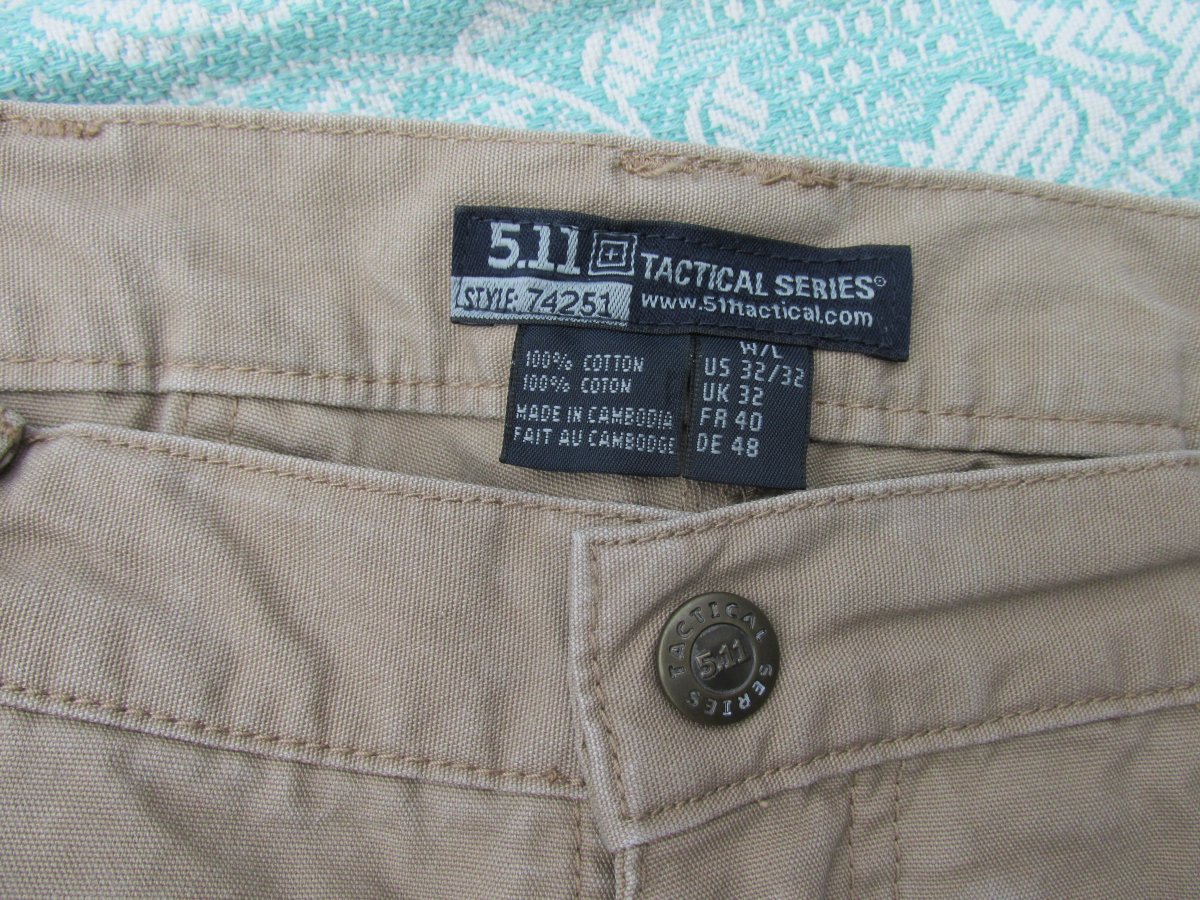 5.11 TACTICAL SERIES®
STYLE: 74251 www.511tactical.com
100% COTTON
100% COTON
MADE IN CAMBODIA
FAIT AU CAMBODGE
W/L
US 32/32
UK 32
FR 40
DE 48
TACTICAL SERIES
5.11